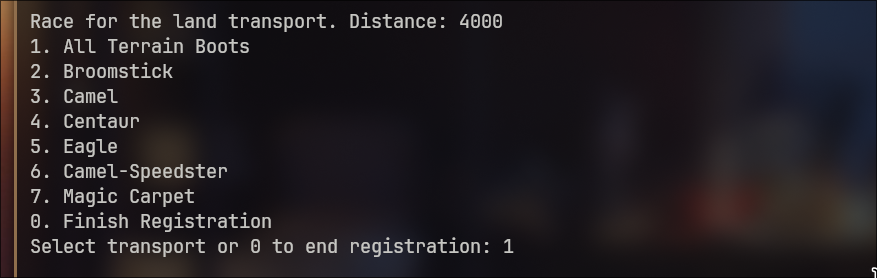 Race for the land transport. Distance: 4000
1. All Terrain Boots
2. Broomstick
3. Camel
4. Centaur
5. Eagle
6. Camel-Speedster
7. Magic Carpet
0. Finish Registration
Select transport or 0 to end registration: 1